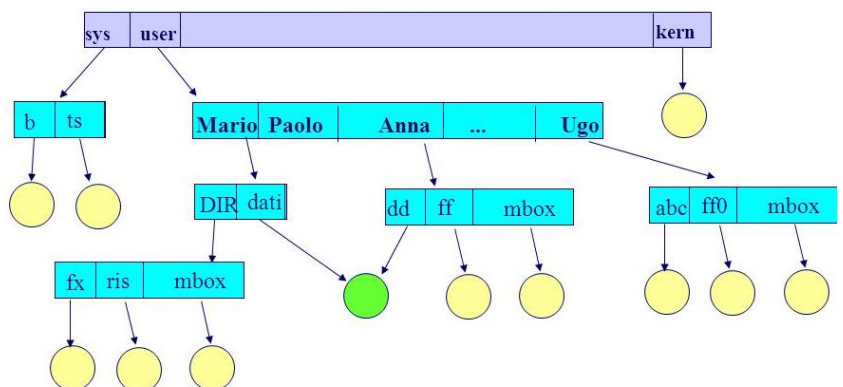 sys user kern
b ts
Mario Paolo Anna ... Ugo
DIR dati
dd ff mbox
abc ff0 mbox
fx ris mbox